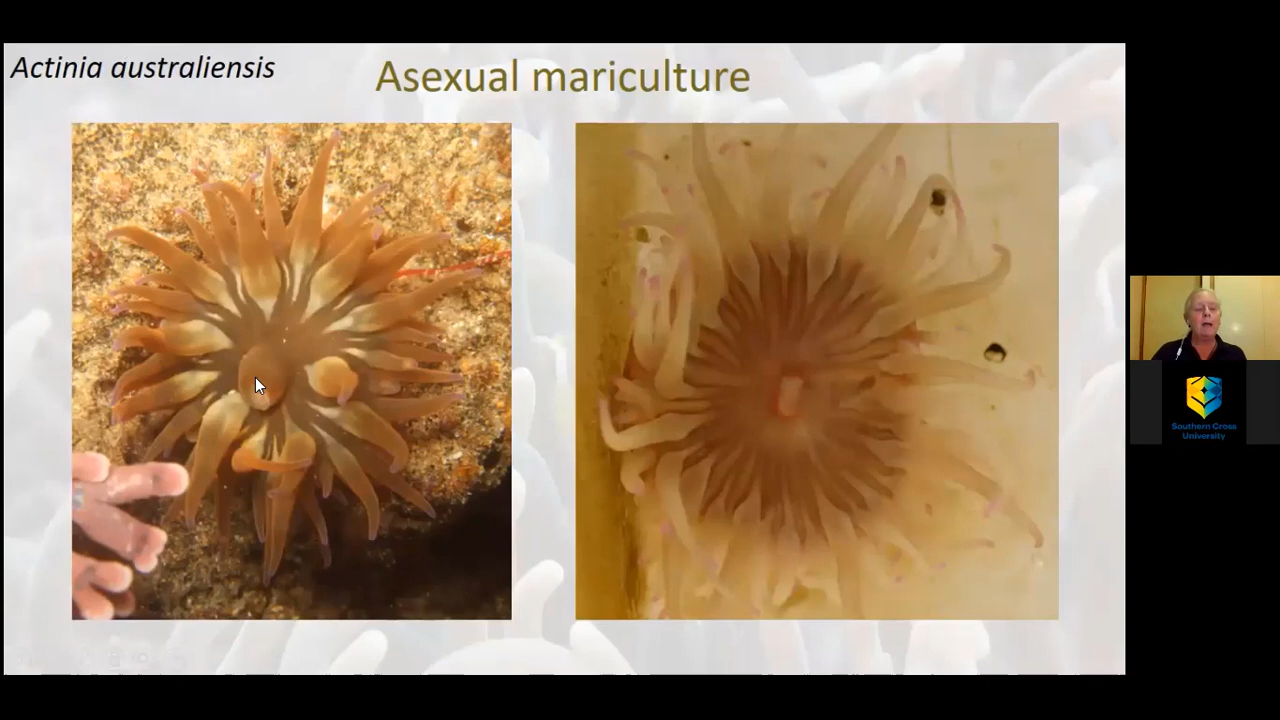 Actinia australiensis
Asexual mariculture
Southern Cross
University